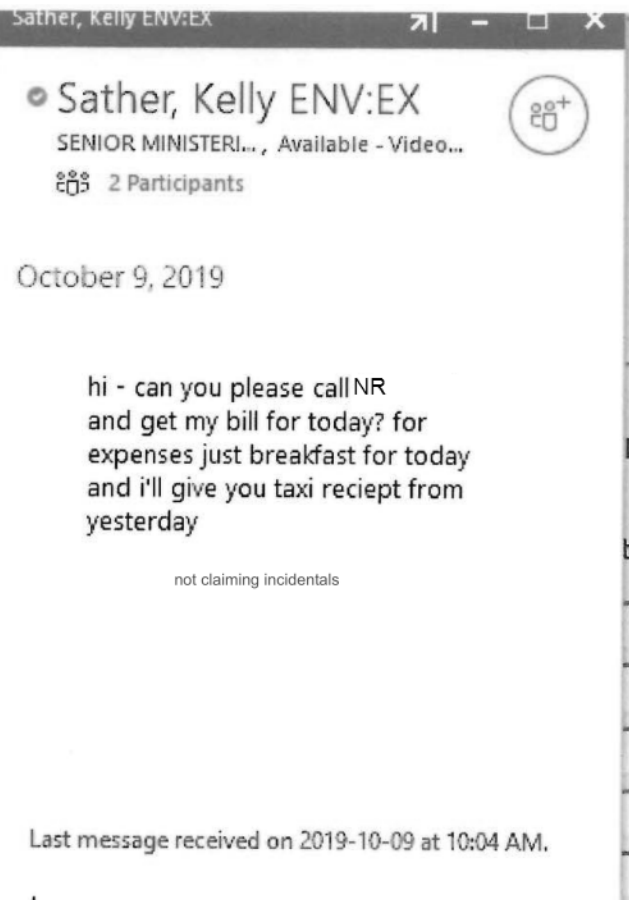 Sather, Kelly ENV:EX
Sather, Kelly ENV:EX
SENIOR MINISTERI... , Available - Video...
2 Participants
October 9, 2019
hi - can you please call NR
and get my bill for today? for
expenses just breakfast for today
and i'll give you taxi reciept from
yesterday
not claiming incidentals
Last message received on 2019-10-09 at 10:04 AM.